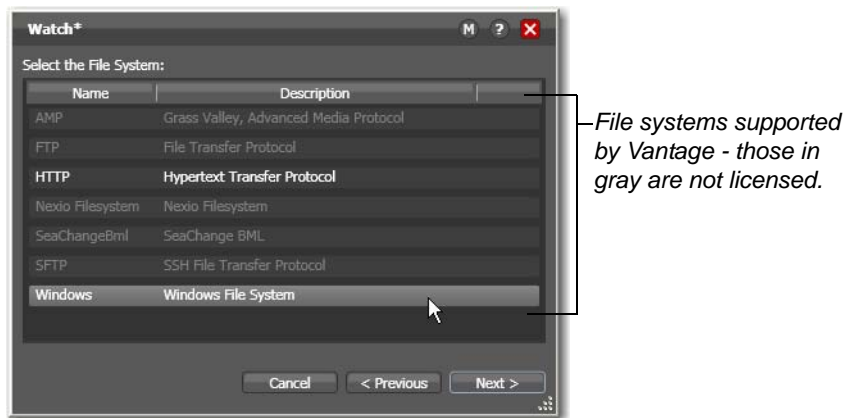 Watch*
M ?
Select the File System:
Name Description
AMP Grass Valley, Advanced Media Protocol
FTP File Transfer Protocol
HTTP Hypertext Transfer Protocol
Nexio Filesystem Nexio Filesystem
SeaChangeBml SeaChange BML
SFTP SSH File Transfer Protocol
Windows Windows File System
Cancel < Previous Next >
File systems supported
by Vantage - those in
gray are not licensed.